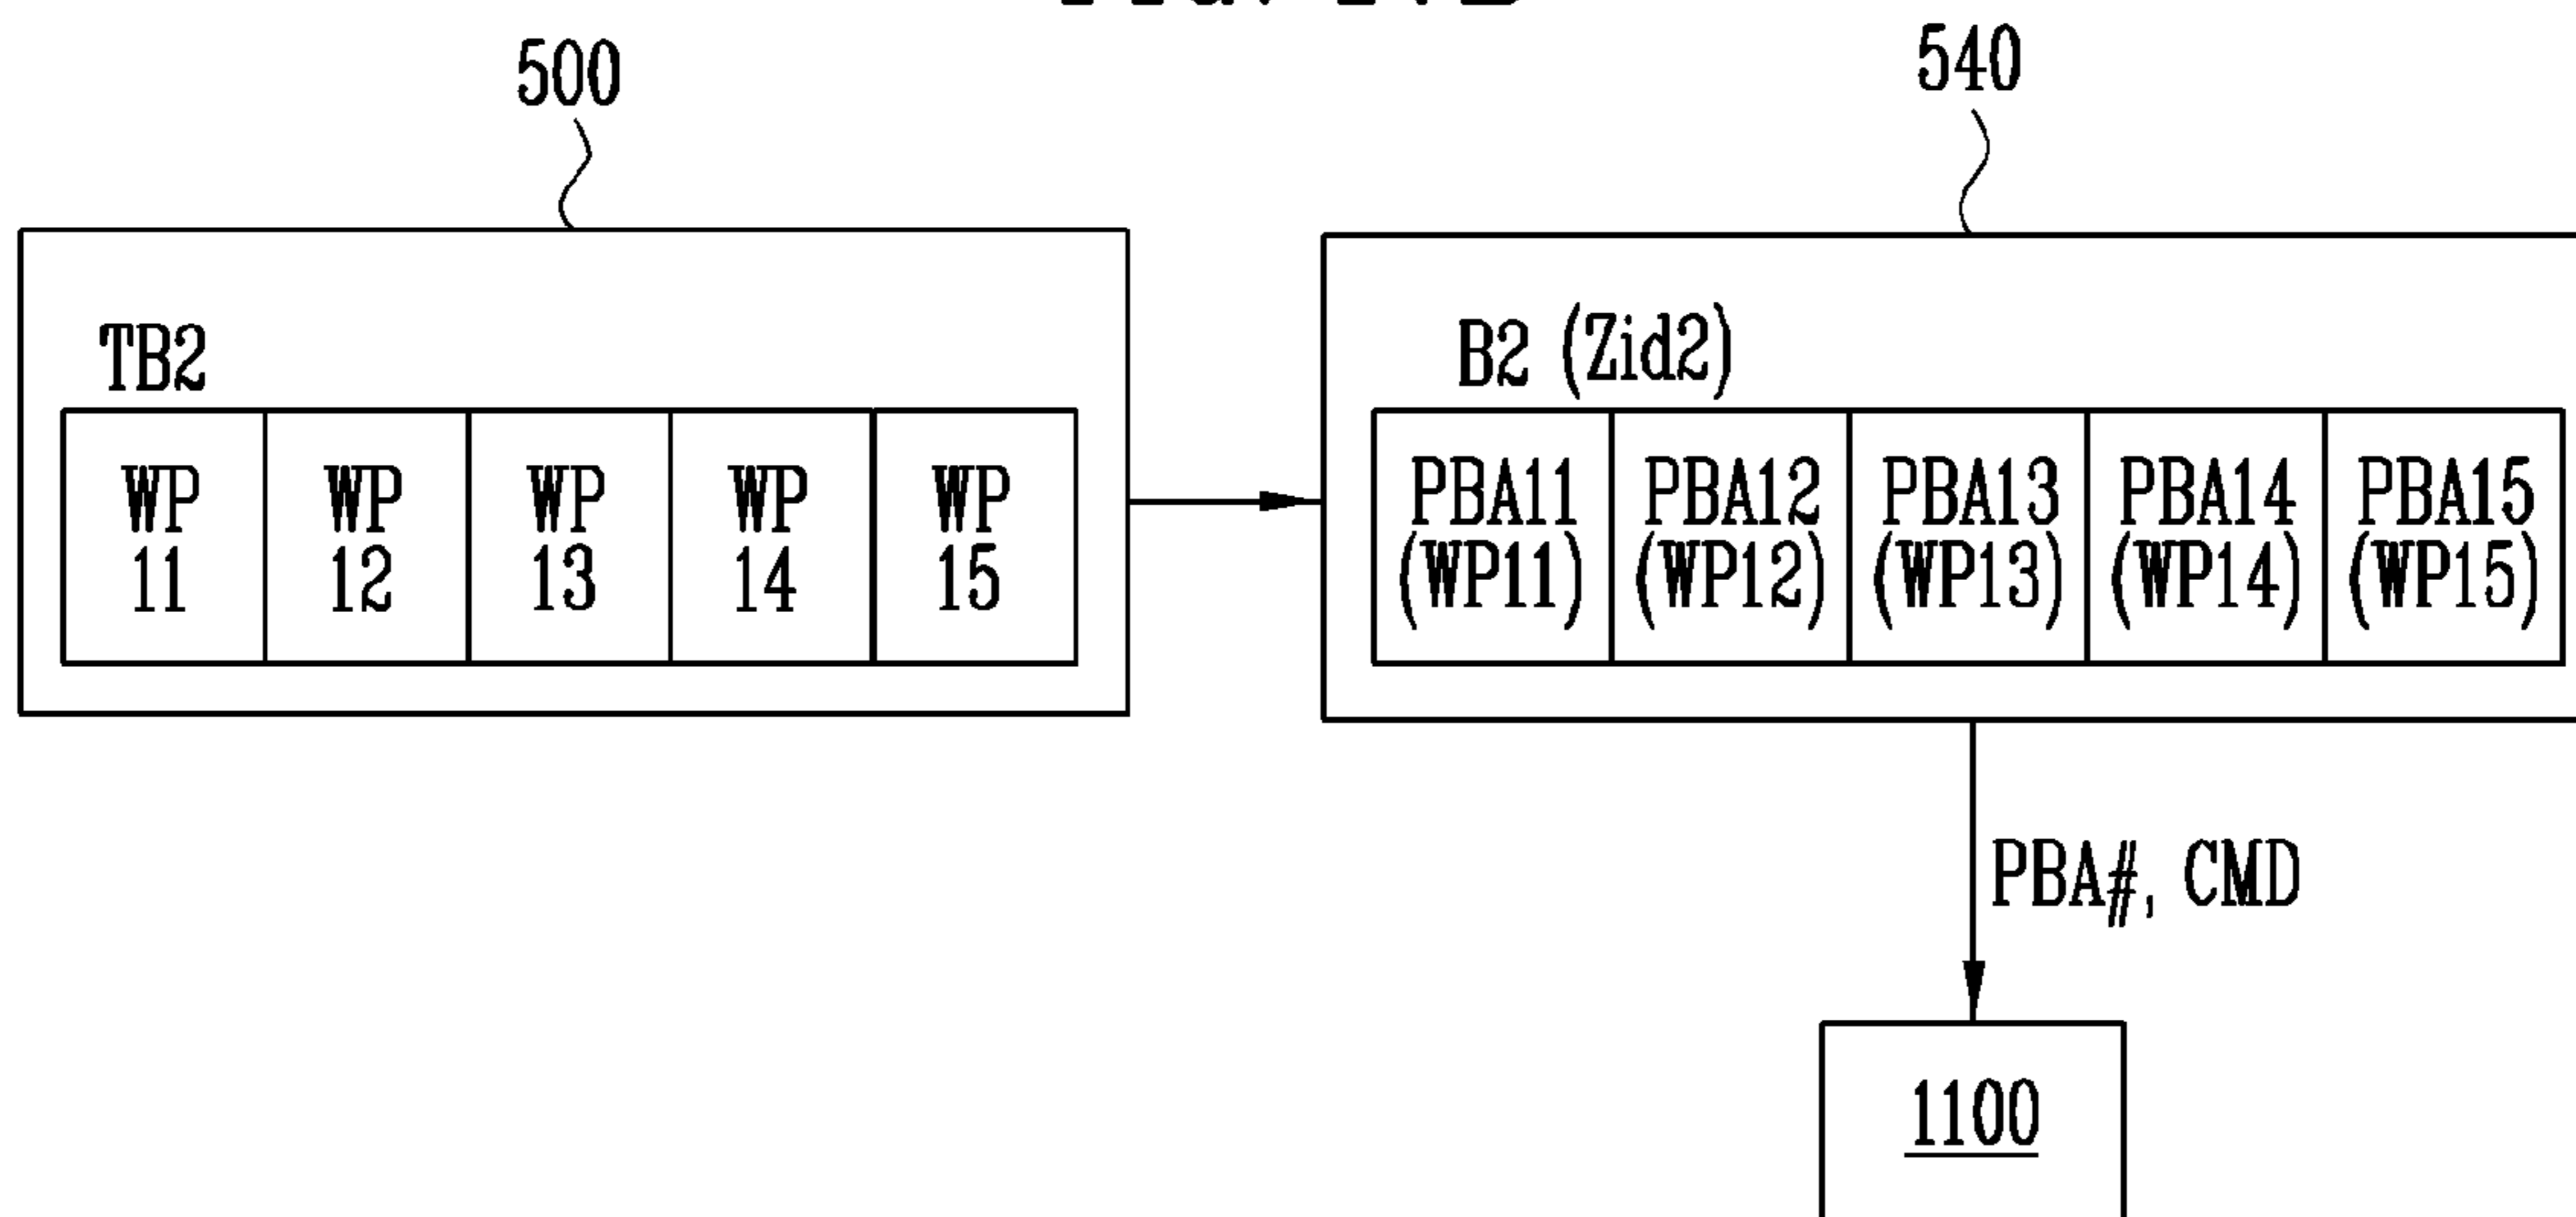 500
540
TB2
B2 (Zid2)
WP 11
WP 12
WP 13
WP 14
WP 15
PBA11 (WP11)
PBA12 (WP12)
PBA13 (WP13)
PBA14 (WP14)
PBA15 (WP15)
PBA#, CMD
1100